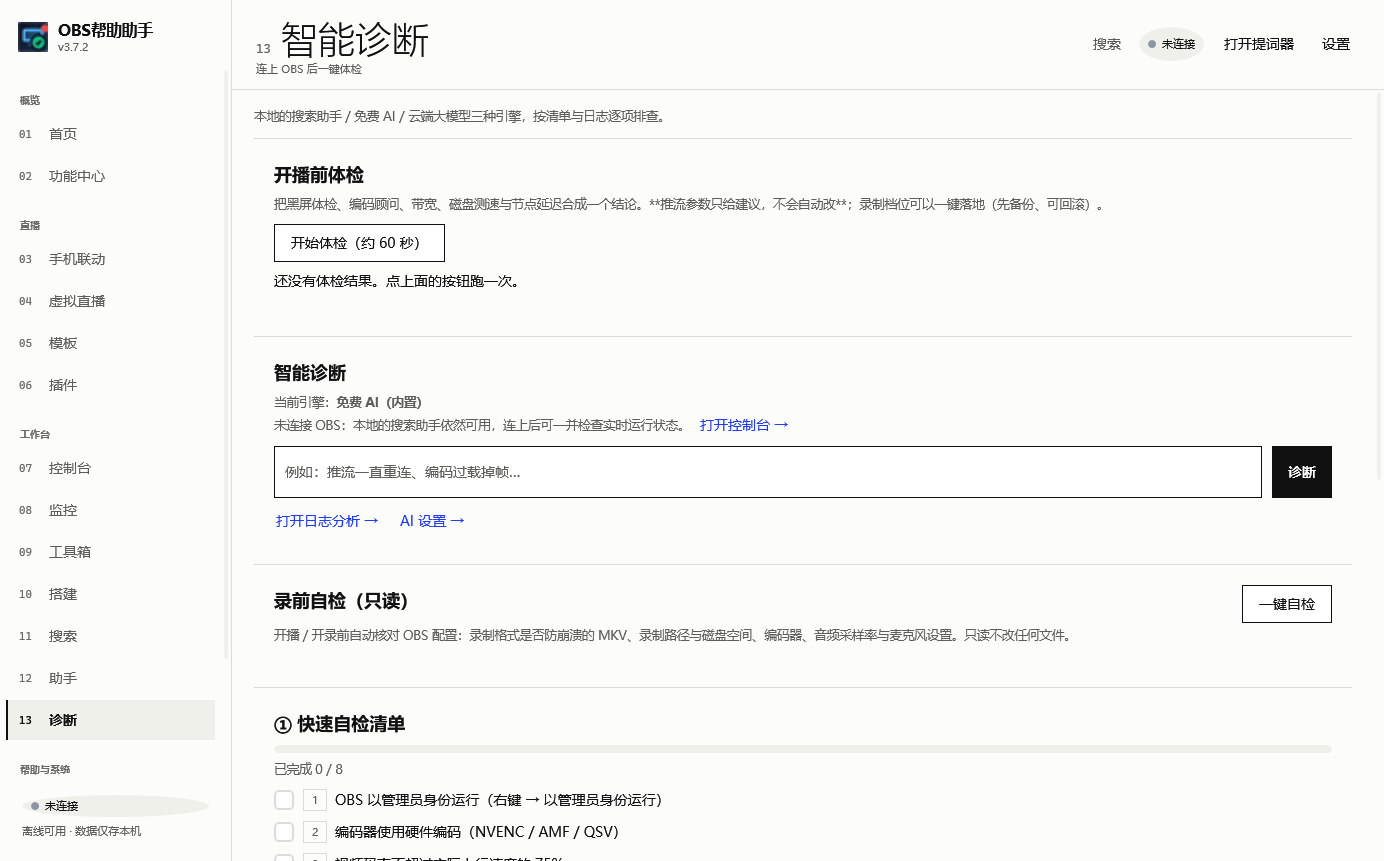 OBS帮助助手
v3.7.2
概览
01 首页
02 功能中心
直播
03 手机联动
04 虚拟直播
05 模板
06 插件
工作台
07 控制台
08 监控
09 工具箱
10 搭建
11 搜索
12 助手
13 诊断
帮助与系统
未连接
离线可用 · 数据仅存本机
13 智能诊断
连上 OBS 后一键体检
搜索 未连接 打开提词器 设置
本地的搜索助手 / 免费 AI / 云端大模型三种引擎，按清单与日志逐项排查。
开播前体检
把黑屏体检、编码顾问、带宽、磁盘测速与节点延迟合成一个结论。**推流参数只给建议，不会自动改**；录制档位可以一键落地（先备份、可回滚）。
开始体检（约 60 秒）
还没有体检结果。点上面的按钮跑一次。
智能诊断
当前引擎：免费 AI（内置）
未连接 OBS：本地的搜索助手依然可用，连上后可一并检查实时运行状态。 打开控制台 →
例如：推流一直重连、编码过载掉帧... 诊断
打开日志分析 → AI 设置 →
录前自检（只读） 一键自检
开播 / 开录前自动核对 OBS 配置：录制格式是否防崩溃的 MKV、录制路径与磁盘空间、编码器、音频采样率与麦克风设置。只读不改任何文件。
① 快速自检清单
已完成 0 / 8
1 OBS 以管理员身份运行（右键 → 以管理员身份运行）
2 编码器使用硬件编码（NVENC / AMF / QSV）